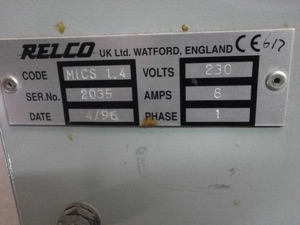 RELCO UK Ltd. WATFORD, ENGLAND CE 617
CODE MICS 1.4 VOLTS 230
SER.No. 2035 AMPS 8
DATE 4/96 PHASE 1